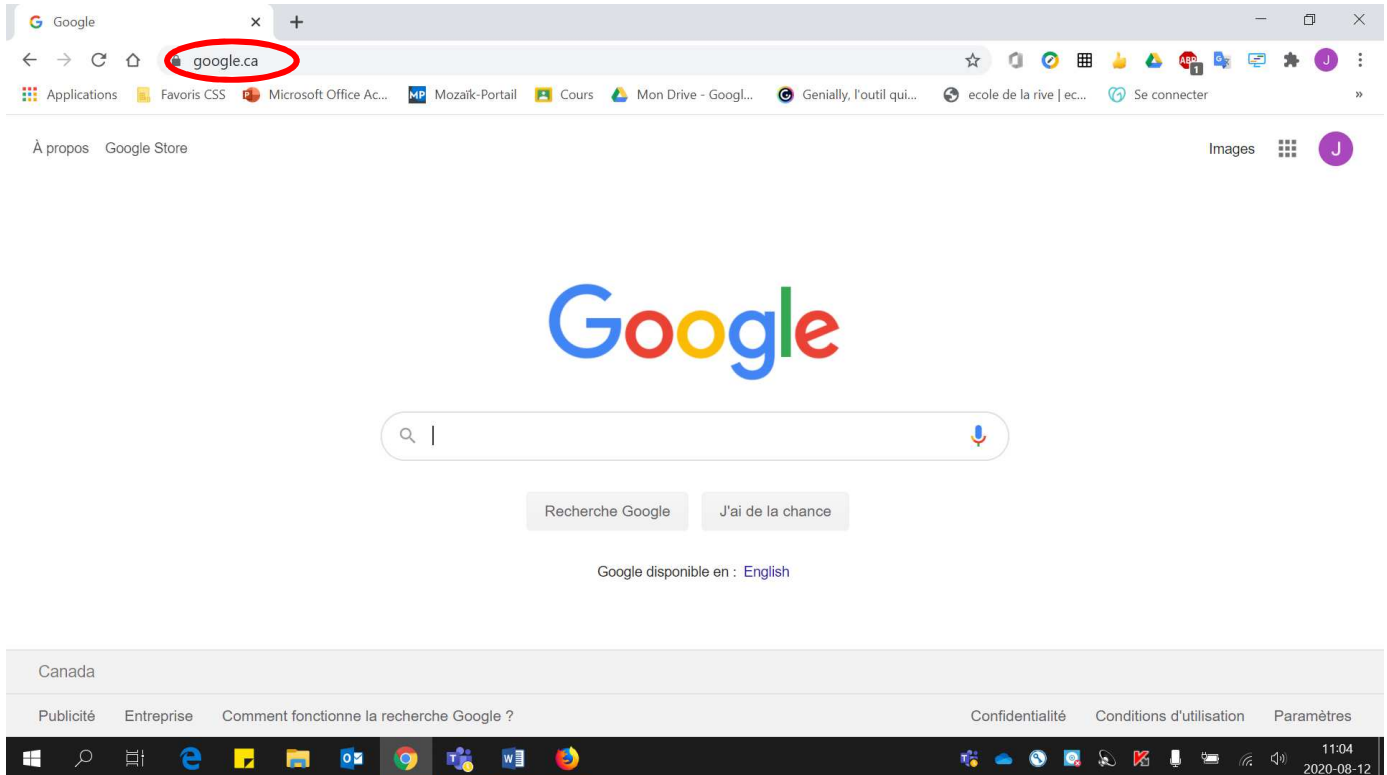 Google
google.ca
Applications Favoris CSS Microsoft Office Ac... MP Mozaïk-Portail Cours Mon Drive - Googl... Genially, l'outil qui... ecole de la rive | ec... Se connecter »
À propos Google Store Images J
Google
Recherche Google J'ai de la chance
Google disponible en : English
Canada
Publicité Entreprise Comment fonctionne la recherche Google ? Confidentialité Conditions d'utilisation Paramètres
11:04
2020-08-12